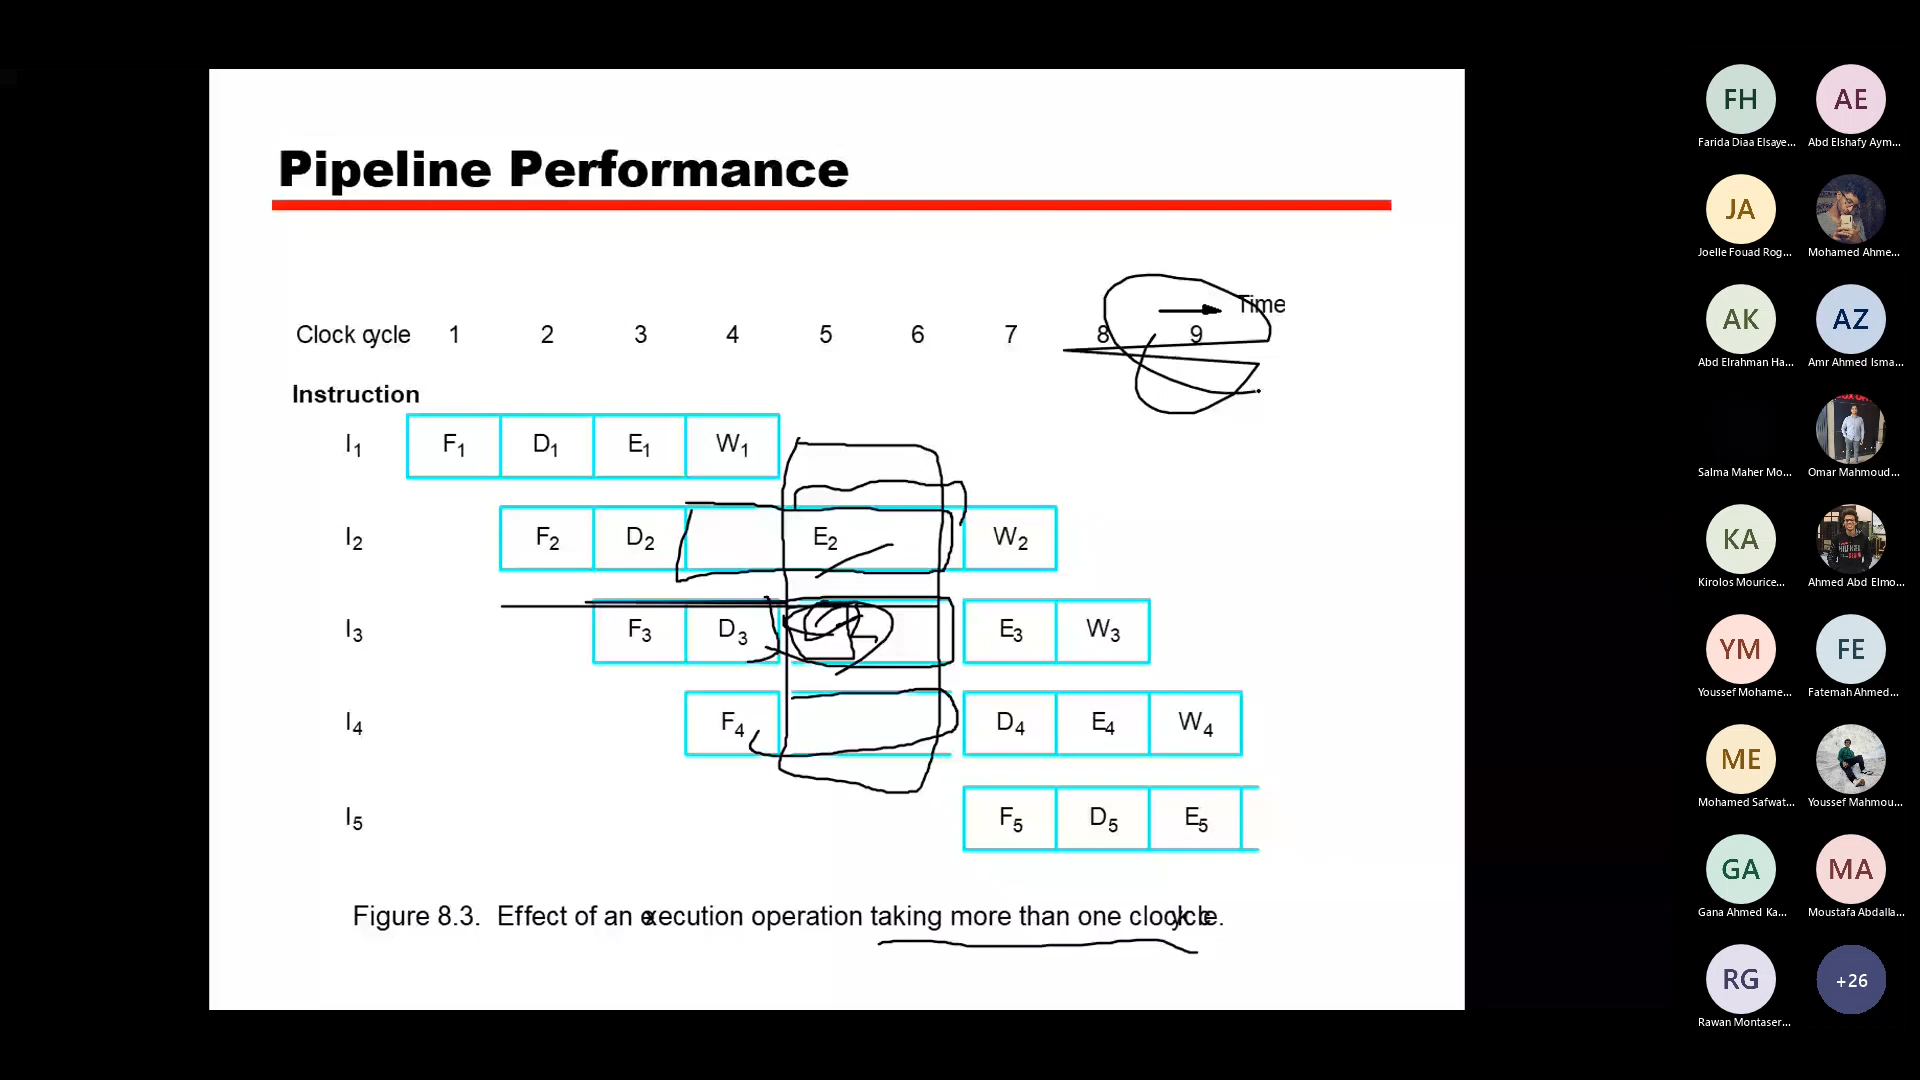 Pipeline Performance
Time
Clock cycle 1 2 3 4 5 6 7 8 9
Instruction
I1 F1 D1 E1 W1
I2 F2 D2 E2 W2
I3 F3 D3 E3 W3
I4 F4 D4 E4 W4
I5 F5 D5 E5
Figure 8.3. Effect of an execution operation taking more than one clock cycle.
FH AE
Farida Diaa Elsaye... Abd Elshafy Aym...
JA
Joelle Fouad Rog... Mohamed Ahme...
AK AZ
Abd Elrahman Ha... Amr Ahmed Isma...
Salma Maher Mo... Omar Mahmoud...
KA
Kirolos Mourice... Ahmed Abd Elmo...
YM FE
Youssef Mohame... Fatemah Ahmed...
ME
Mohamed Safwat... Youssef Mahmou...
GA MA
Gana Ahmed Ka... Moustafa Abdalla...
RG +26
Rawan Montaser...